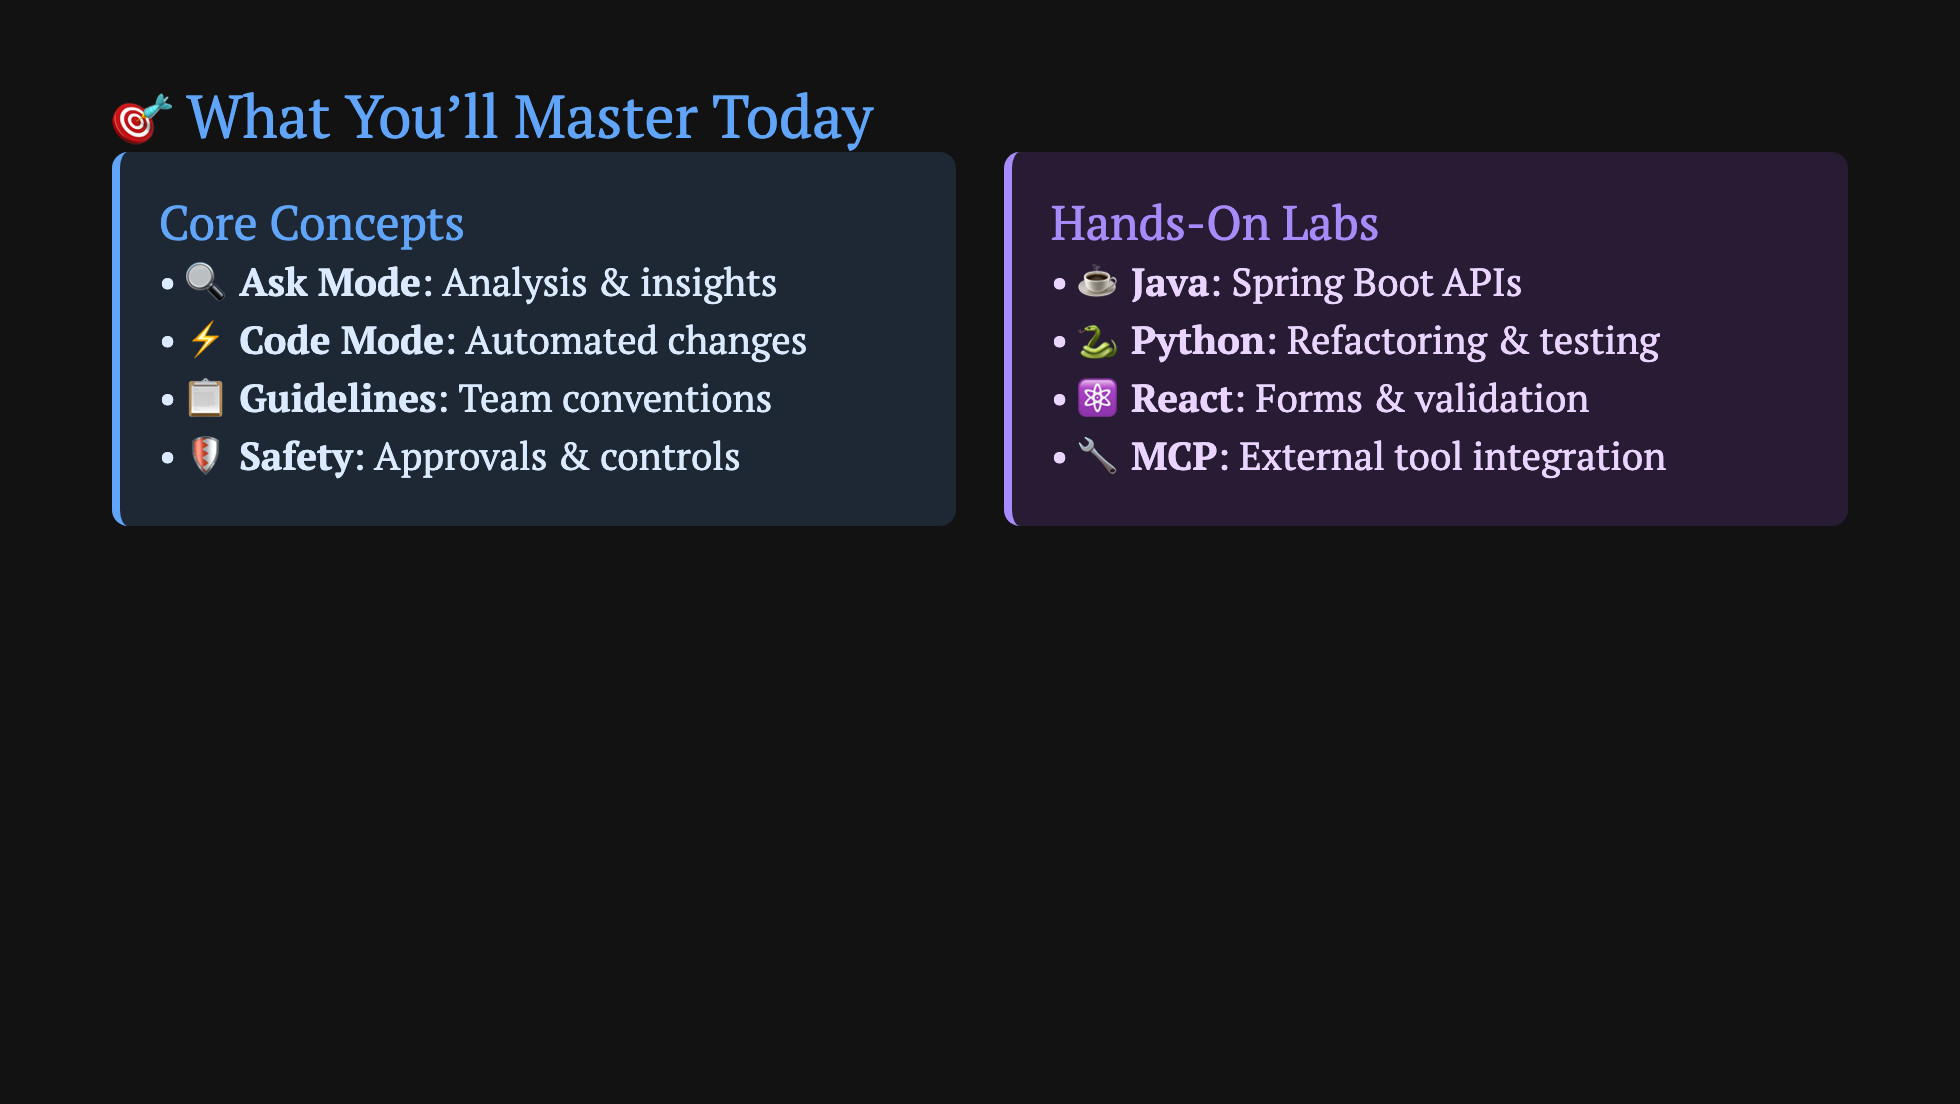 🎯 What You’ll Master Today
Core Concepts
• 🔍 Ask Mode: Analysis & insights
• ⚡ Code Mode: Automated changes
• 📋 Guidelines: Team conventions
• 🛡️ Safety: Approvals & controls
Hands-On Labs
• ☕ Java: Spring Boot APIs
• 🐍 Python: Refactoring & testing
• ⚛️ React: Forms & validation
• 🔧 MCP: External tool integration